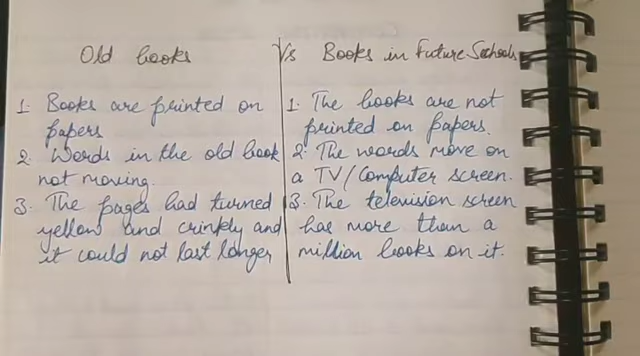 Old books Vs Books in Future Schools
1. Books are printed on
papers
2. Words in the old book
not moving.
3. The pages had turned
yellow and crinkly and
it could not last longer
1. The books are not
printed on papers.
2. The words move on
a TV/Computer screen.
3. The television screen
has more than a
million books on it.